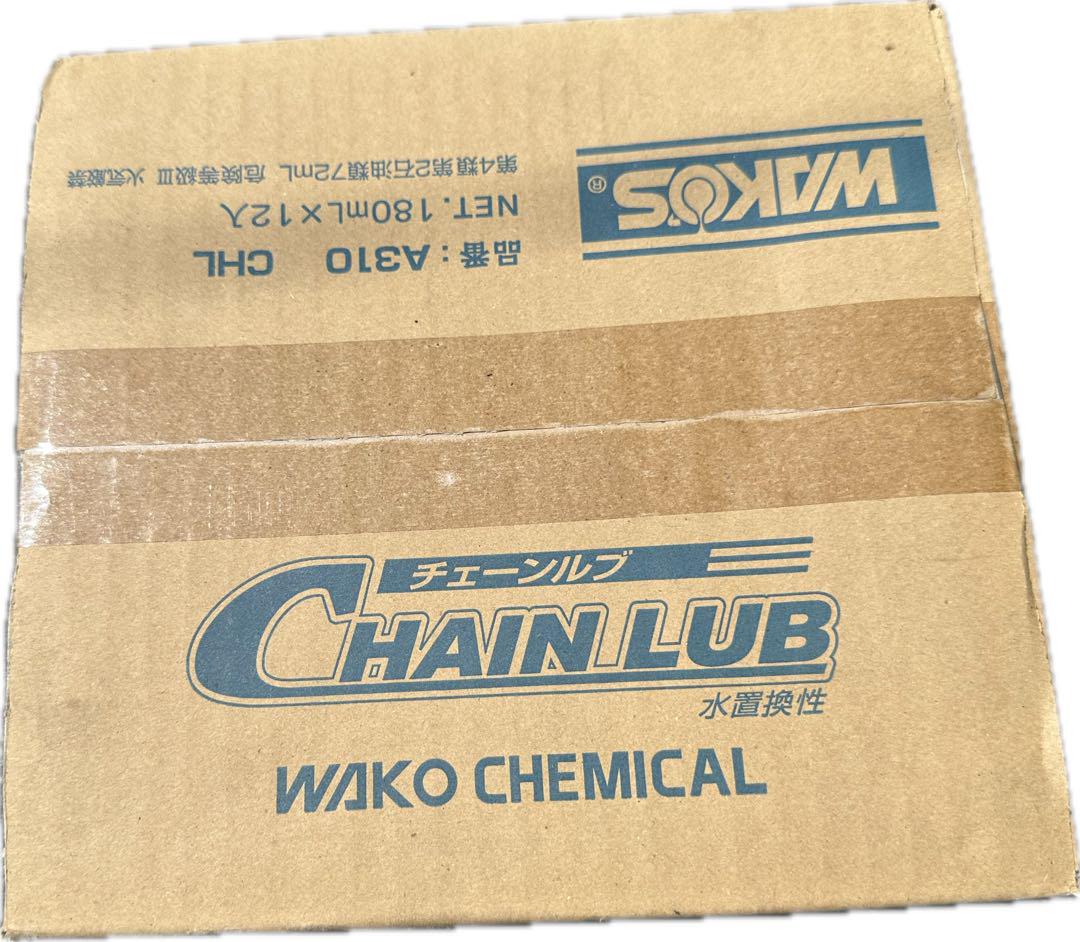 WAKO'S®
品番：A310 CHL
NET. 180mL×12入
第4類第2石油類72mL 危険等級Ⅲ 火気厳禁
チェーンルブ
CHAIN LUB
水置換性
WAKO CHEMICAL